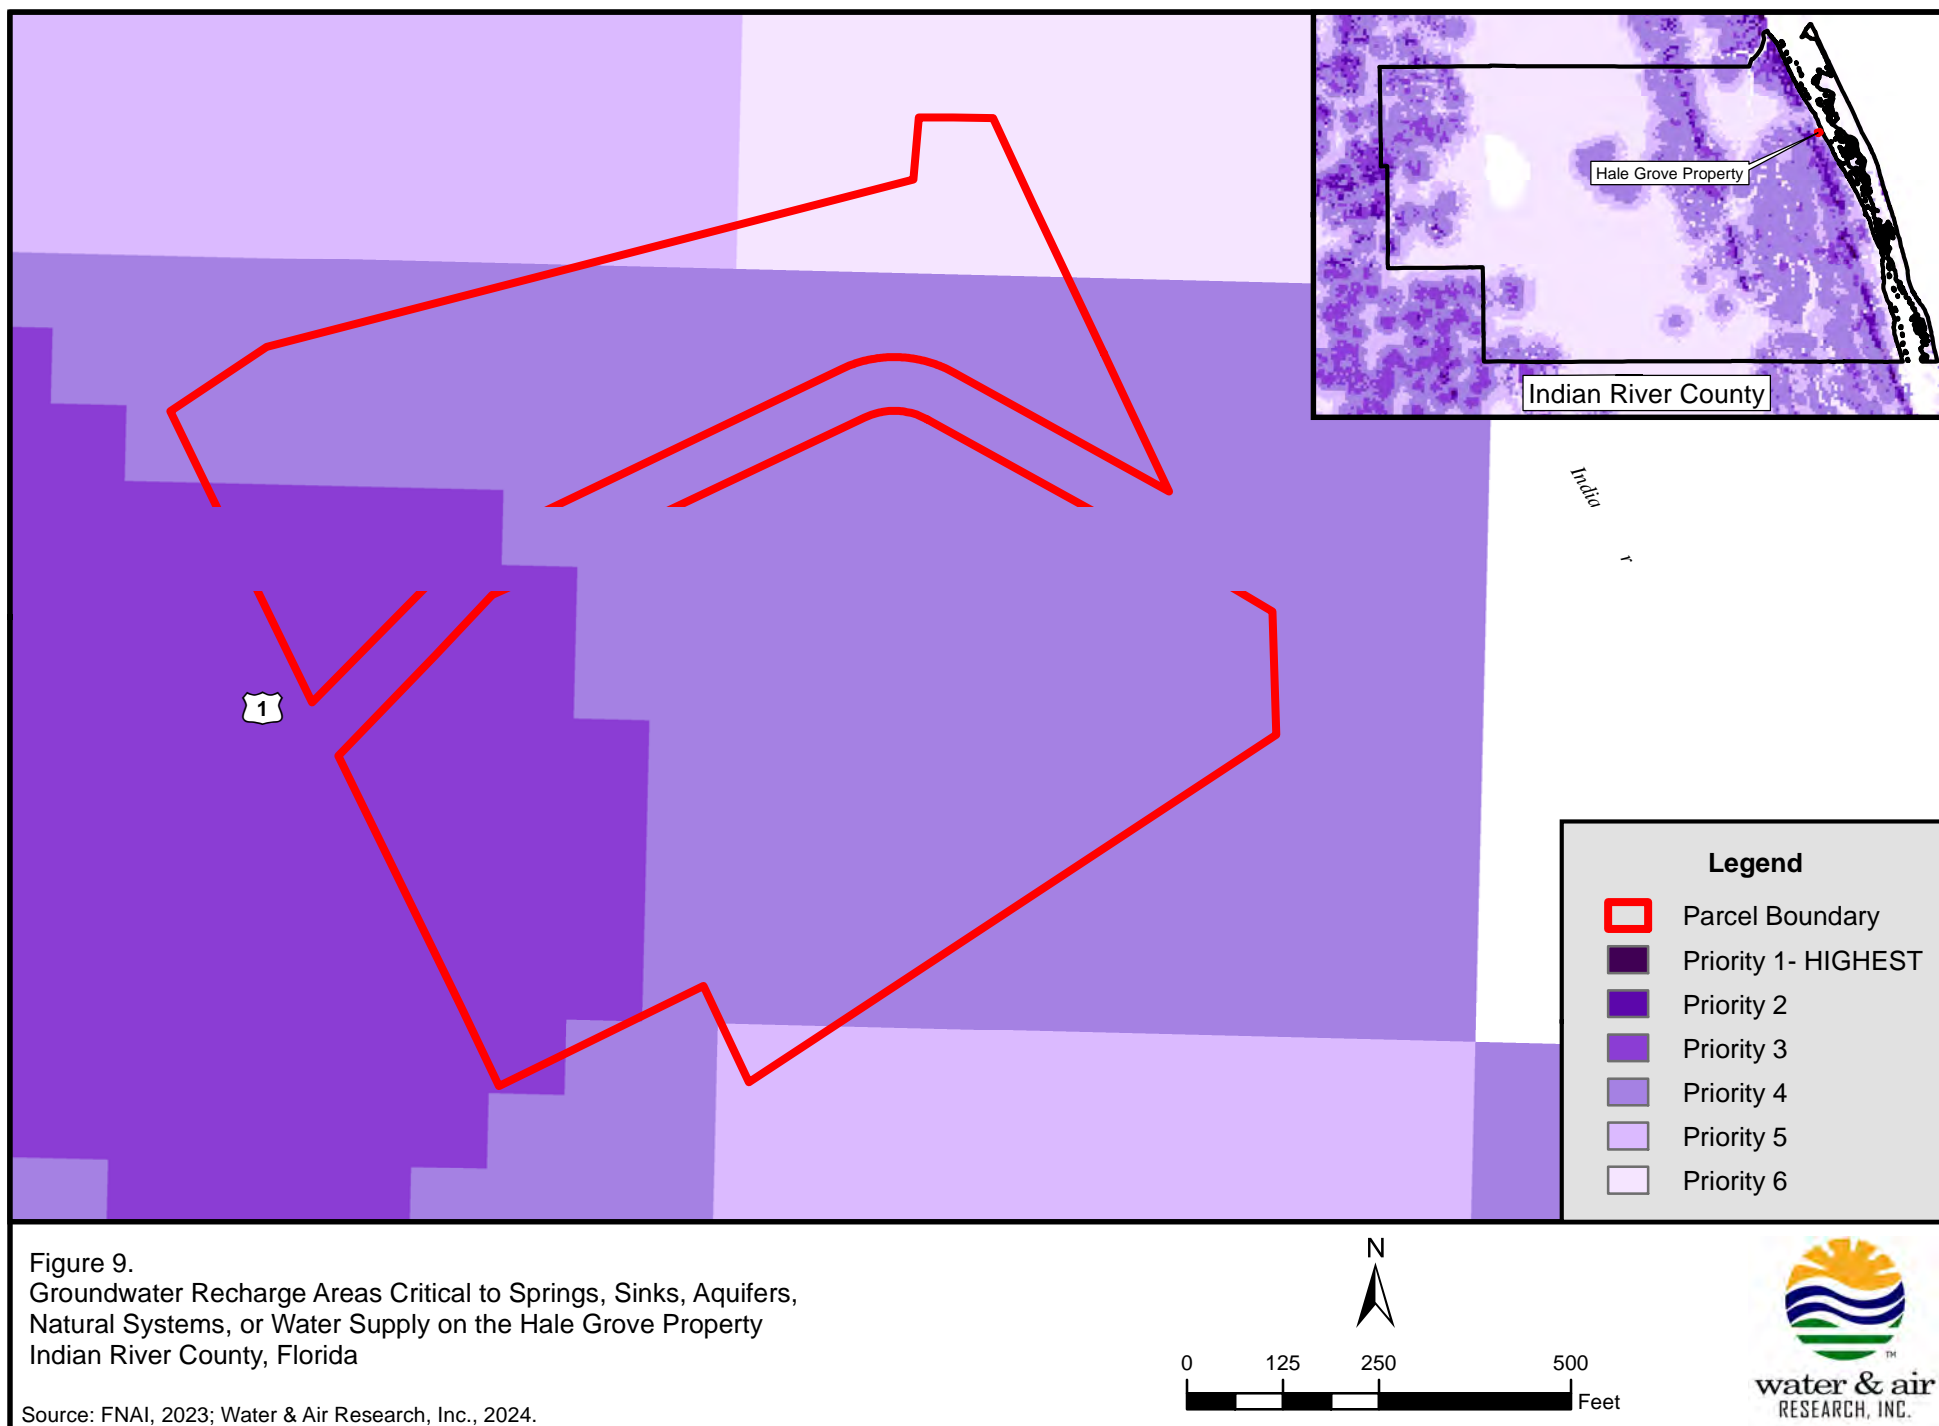 Hale Grove Property
Indian River County
India
r
1
Legend
Parcel Boundary
Priority 1- HIGHEST
Priority 2
Priority 3
Priority 4
Priority 5
Priority 6
Figure 9.
Groundwater Recharge Areas Critical to Springs, Sinks, Aquifers,
Natural Systems, or Water Supply on the Hale Grove Property
Indian River County, Florida
Source: FNAI, 2023; Water & Air Research, Inc., 2024.
N
0 125 250 500
Feet
TM
water & air
RESEARCH, INC.